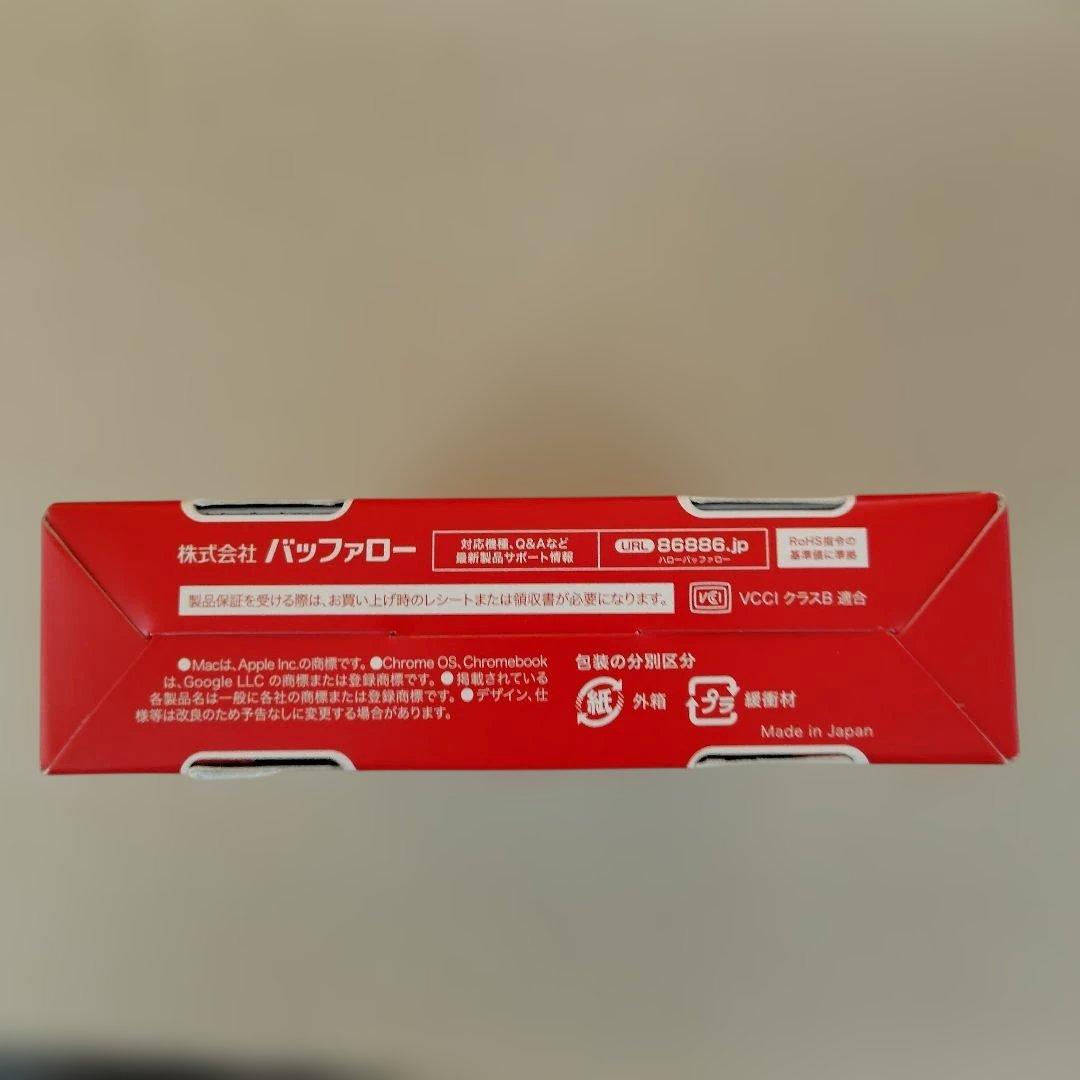 株式会社 バッファロー
対応機種、Q&Aなど
最新製品サポート情報
URL 86886.jp
ハローバッファロー
RoHS指令の
基準値に準拠
製品保証を受ける際は、お買い上げ時のレシートまたは領収書が必要になります。
VCCI VCCI クラスB 適合
●Macは、Apple Inc.の商標です。●Chrome OS、Chromebook
は、Google LLC の商標または登録商標です。●掲載されている
各製品名は一般に各社の商標または登録商標です。●デザイン、仕
様等は改良のため予告なしに変更する場合があります。
包装の分別区分
紙 外箱 プラ 緩衝材
Made in Japan